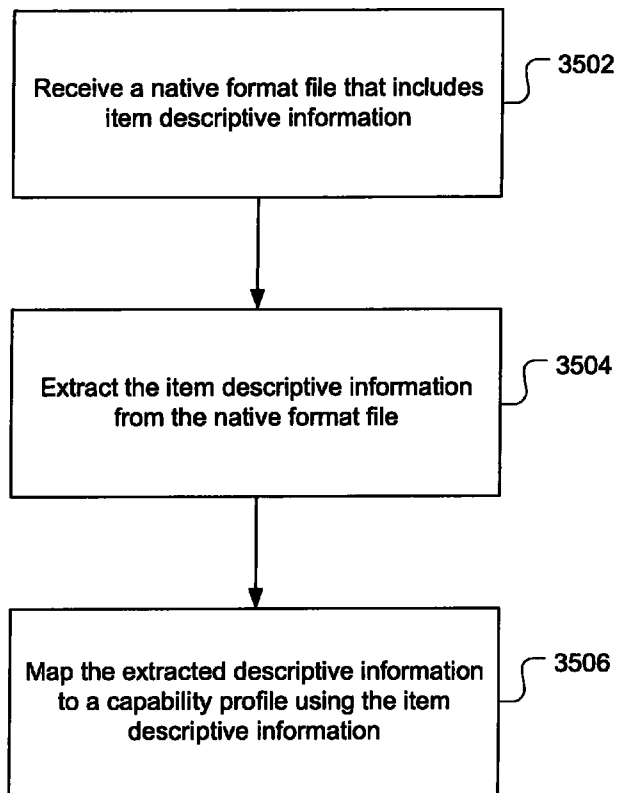 Receive a native format file that includes
item descriptive information
3502
Extract the item descriptive information
from the native format file
3504
Map the extracted descriptive information
to a capability profile using the item
descriptive information
3506